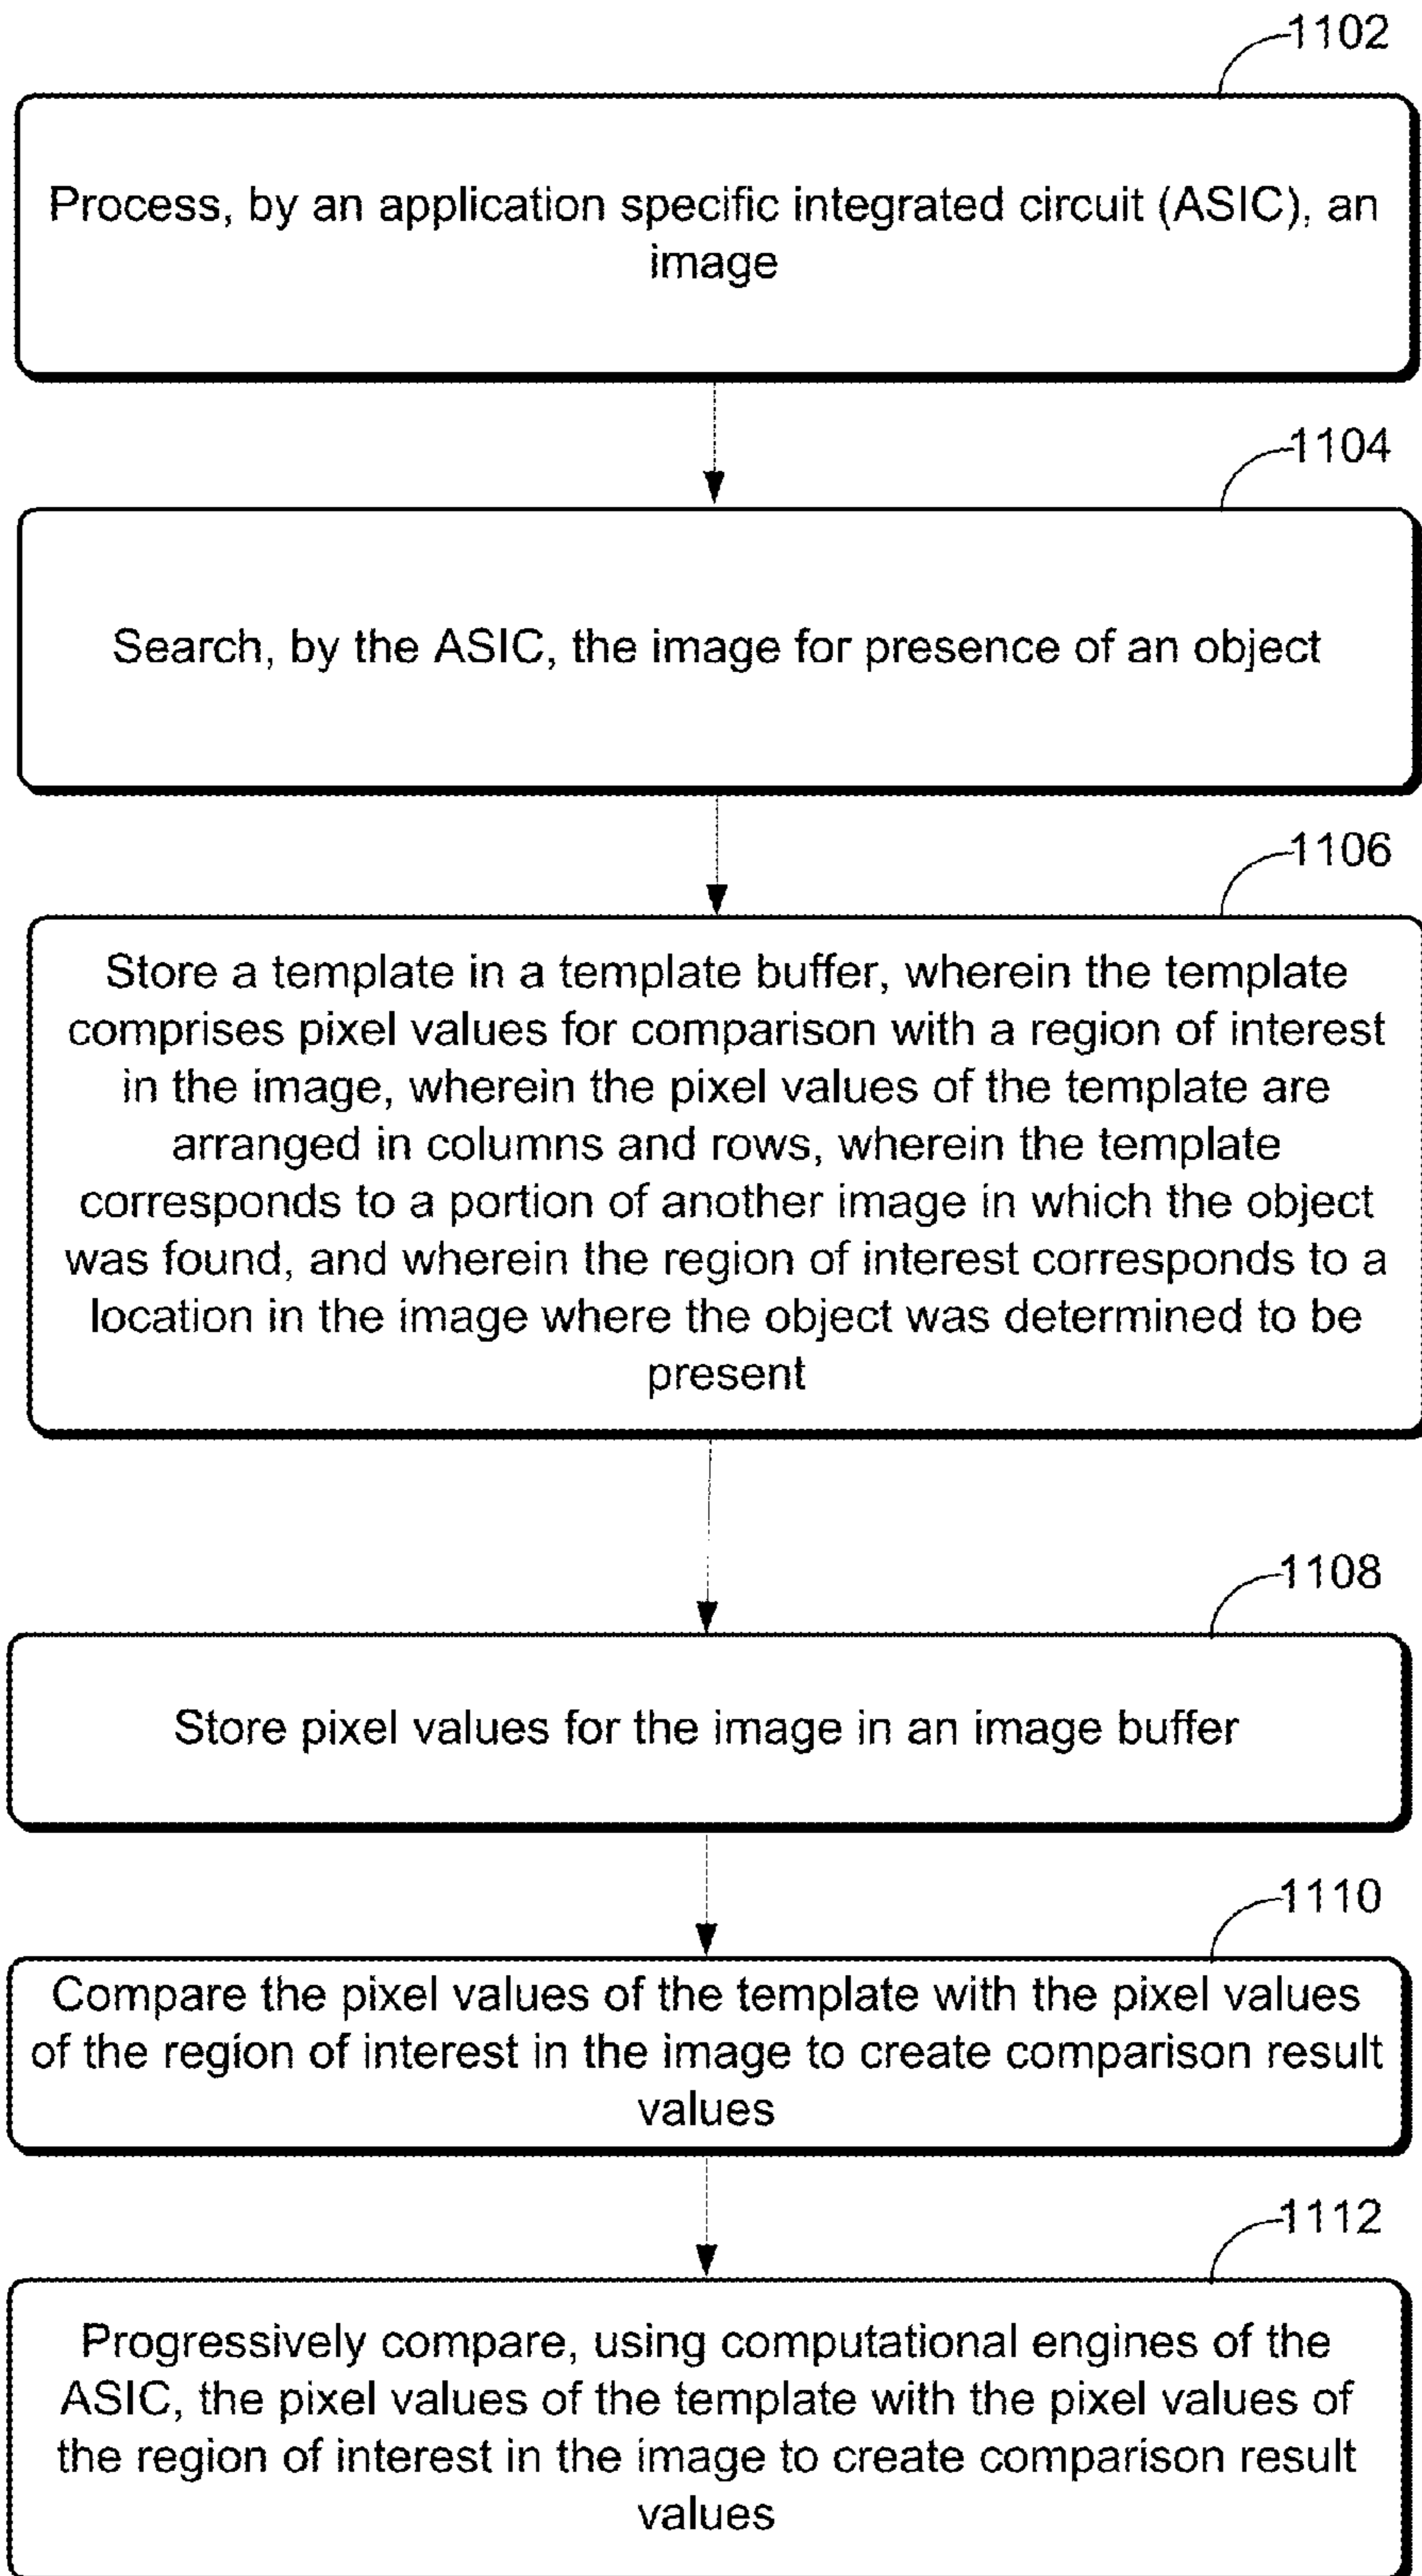 1102
Process, by an application specific integrated circuit (ASIC), an
image
1104
Search, by the ASIC, the image for presence of an object
1106
Store a template in a template buffer, wherein the template
comprises pixel values for comparison with a region of interest
in the image, wherein the pixel values of the template are
arranged in columns and rows, wherein the template
corresponds to a portion of another image in which the object
was found, and wherein the region of interest corresponds to a
location in the image where the object was determined to be
present
1108
Store pixel values for the image in an image buffer
1110
Compare the pixel values of the template with the pixel values
of the region of interest in the image to create comparison result
values
1112
Progressively compare, using computational engines of the
ASIC, the pixel values of the template with the pixel values of
the region of interest in the image to create comparison result
values